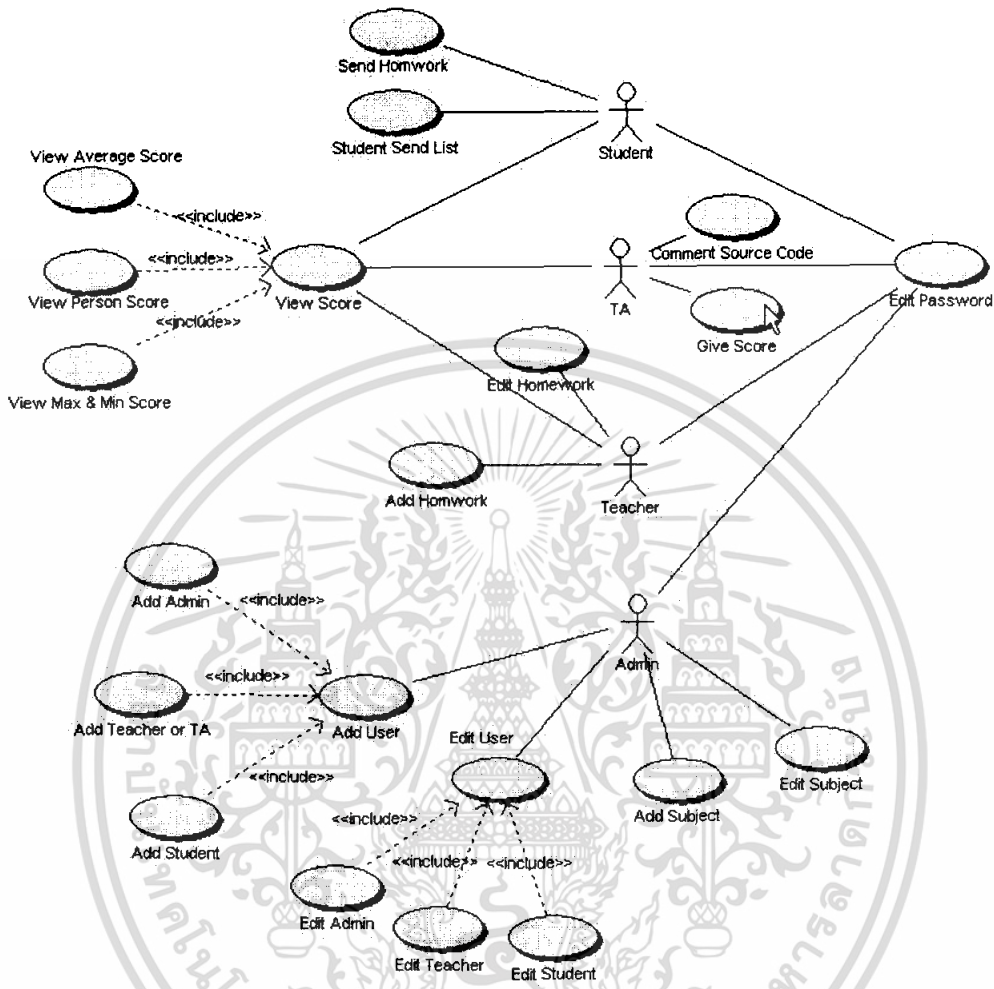 Send Homwork
Student Send List
Student
View Average Score
<<include>>
Comment Source Code
<<include>>
View Person Score
View Score
TA
Edit Password
<<include>>
Give Score
View Max & Min Score
Edit Homework
Add Homwork
Teacher
Add Admin
<<include>>
Admin
<<include>>
Add Teacher or TA
Add User
Edit User
<<include>>
Add Student
Add Subject
Edit Subject
<<include>>
<<include>>
<<include>>
Edit Admin
Edit Teacher
Edit Student